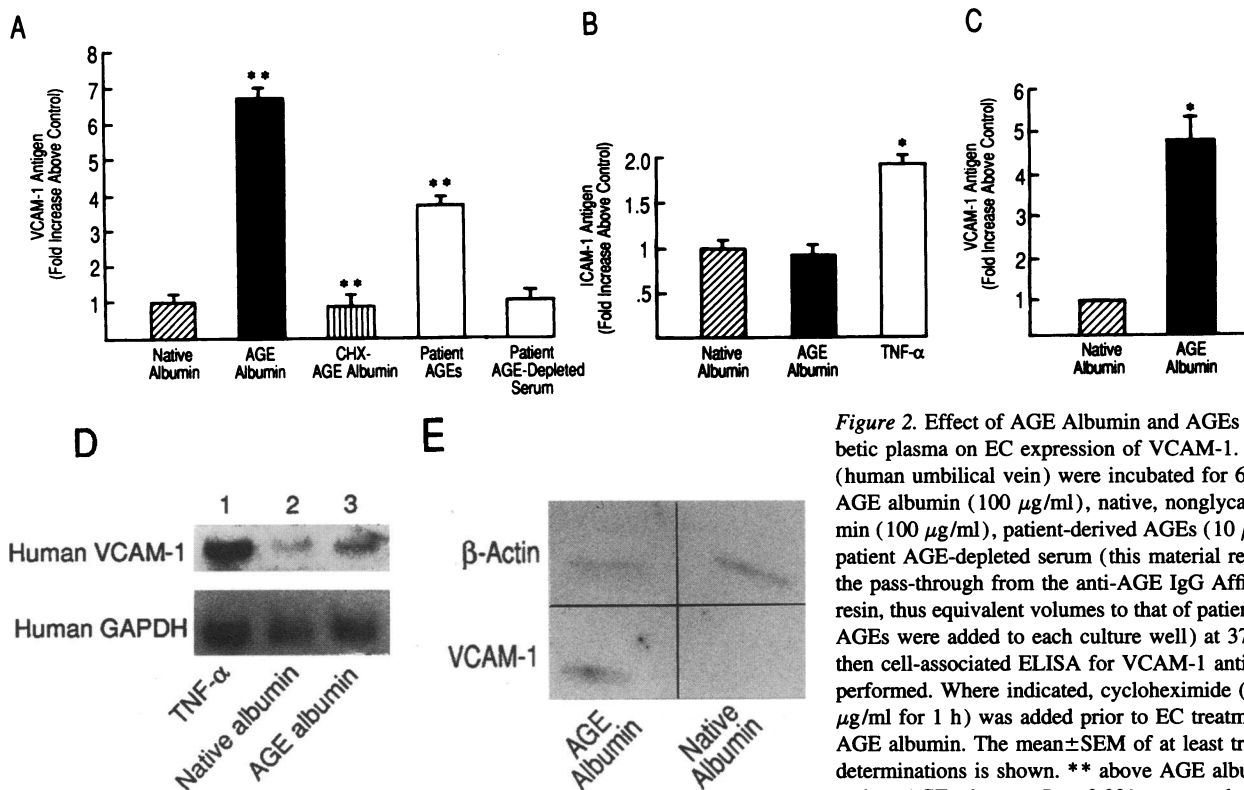 A
VCAM-1 Antigen
(Fold Increase Above Control)
8
7
6
5
4
3
2
1
**
**
**
Native
Albumin
AGE
Albumin
CHX-
AGE Albumin
Patient
AGEs
Patient
AGE-Depleted
Serum
B
ICAM-1 Antigen
(Fold Increase Above Control)
2.0
1.5
1
.5
*
Native
Albumin
AGE
Albumin
TNF-α
C
VCAM-1 Antigen
(Fold Increase Above Control)
6
5
4
3
2
1
*
Native
Albumin
AGE
Albumin
D
1 2 3
Human VCAM-1
Human GAPDH
TNF-α
Native albumin
AGE albumin
E
β-Actin
VCAM-1
AGE
Albumin
Native
Albumin
Figure 2. Effect of AGE Albumin and AGEs
betic plasma on EC expression of VCAM-1.
(human umbilical vein) were incubated for 6
AGE albumin (100 μg/ml), native, nonglyca
min (100 μg/ml), patient-derived AGEs (10
patient AGE-depleted serum (this material re
the pass-through from the anti-AGE IgG Affi
resin, thus equivalent volumes to that of patien
AGEs were added to each culture well) at 37
then cell-associated ELISA for VCAM-1 anti
performed. Where indicated, cycloheximide (
μg/ml for 1 h) was added prior to EC treatm
AGE albumin. The mean±SEM of at least tr
determinations is shown. ** above AGE albu